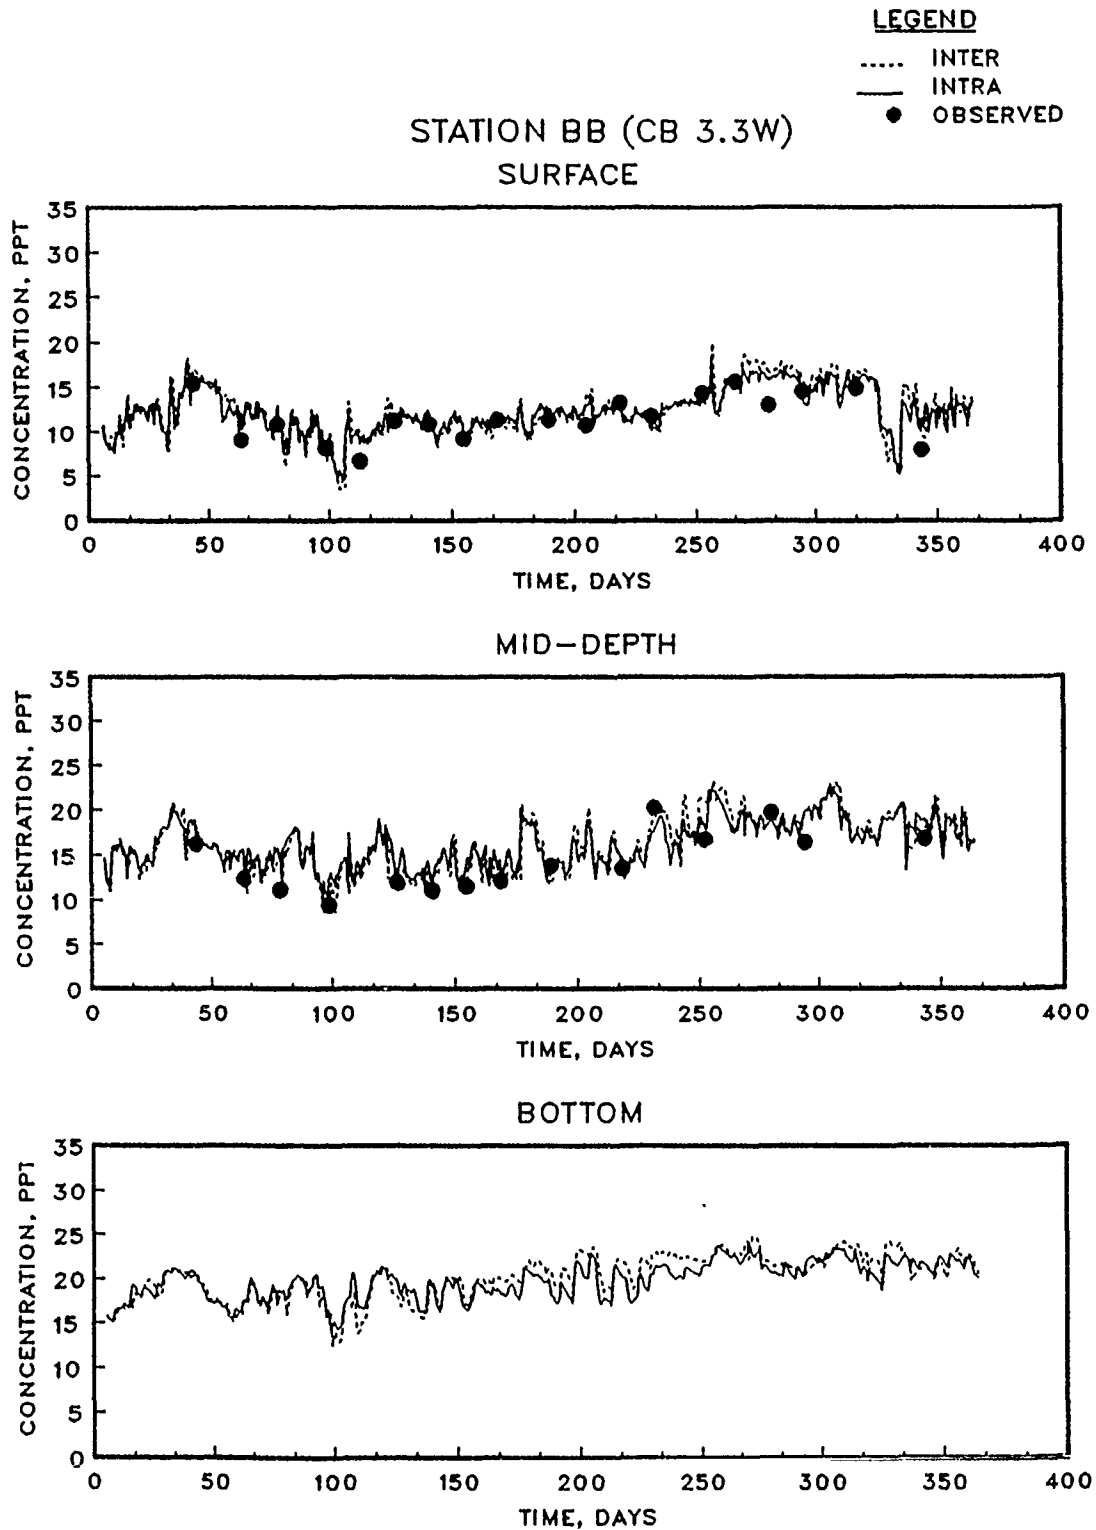 LEGEND
INTER
INTRA
OBSERVED
STATION BB (CB 3.3W)
SURFACE
CONCENTRATION, PPT
35
30
25
20
15
10
5
0
0 50 100 150 200 250 300 350 400
TIME, DAYS
MID-DEPTH
CONCENTRATION, PPT
35
30
25
20
15
10
5
0
0 50 100 150 200 250 300 350 400
TIME, DAYS
BOTTOM
CONCENTRATION, PPT
35
30
25
20
15
10
5
0
0 50 100 150 200 250 300 350 400
TIME, DAYS